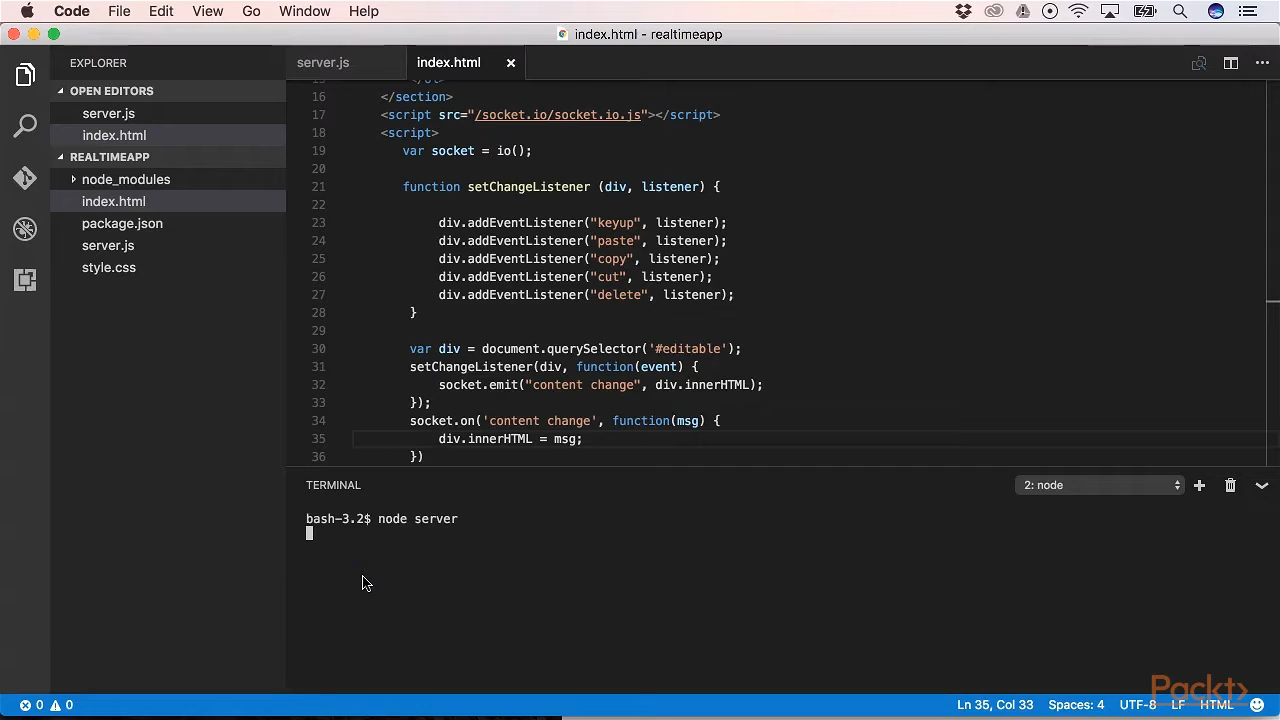 Code File Edit View Go Window Help
index.html - realtimeapp
EXPLORER
OPEN EDITORS
server.js
index.html
REALTIMEAPP
node_modules
index.html
package.json
server.js
style.css
server.js index.html
16 </section>
17 <script src="/socket.io/socket.io.js"></script>
18 <script>
19 var socket = io();
20
21 function setChangeListener (div, listener) {
22
23 div.addEventListener("keyup", listener);
24 div.addEventListener("paste", listener);
25 div.addEventListener("copy", listener);
26 div.addEventListener("cut", listener);
27 div.addEventListener("delete", listener);
28 }
29
30 var div = document.querySelector('#editable');
31 setChangeListener(div, function(event) {
32 socket.emit("content change", div.innerHTML);
33 });
34 socket.on('content change', function(msg) {
35 div.innerHTML = msg;
36 })
TERMINAL
2: node
bash-3.2$ node server
Packt>
0 0
Ln 35, Col 33 Spaces: 4 UTF-8 LF HTML